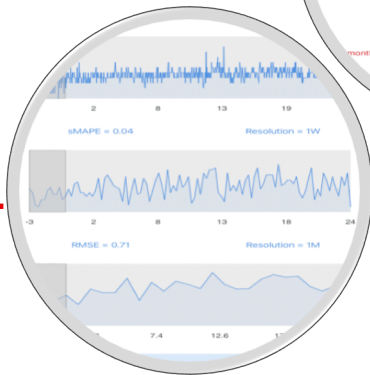 2 8 13 19
sMAPE = 0.04 Resolution = 1W
-3 2 8 13 18 24
RMSE = 0.71 Resolution = 1M
7.4 12.6